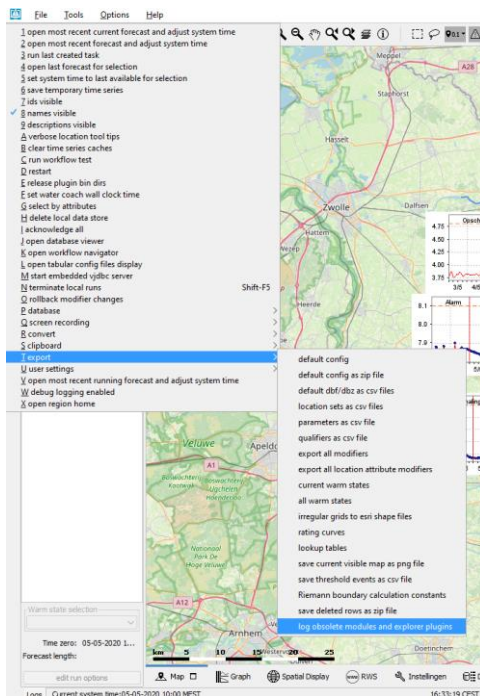 File Tools Options Help
1 open most recent current forecast and adjust system time
2 open most recent forecast and adjust system time
3 run last created task
4 open last forecast for selection
5 set system time to last available for selection
6 save temporary time series
7 ids visible
8 names visible
9 descriptions visible
A verbose location tool tips
B clear time series caches
C run workflow test
D restart
E release plugin bin dirs
F set water coach wall clock time
G select by attributes
H delete local data store
I acknowledge all
J open database viewer
K open workflow navigator
L open tabular config files display
M start embedded vjdbc server
N terminate local runs Shift-F5
O rollback modifier changes
P database
Q screen recording
R convert
S clipboard
T export
U user settings
V open most recent running forecast and adjust system time
W debug logging enabled
X open region home
default config
default config as zip file
default dbf/dbz as csv files
location sets as csv files
parameters as csv file
qualifiers as csv file
export all modifiers
export all location attribute modifiers
current warm states
all warm states
irregular grids to esri shape files
rating curves
lookup tables
save current visible map as png file
save threshold events as csv file
Riemann boundary calculation constants
save deleted rows as zip file
log obsolete modules and explorer plugins
Meppel
A28
Staphorst
Hasselt
Zwolle
Dalfsen
Hattem
Heerde
4.75
4.50
4.25
4.00
3.75
3/5
Alarm
8.1
8.0
7.9
Veluwe
A1
Nationaal
Park De
Hoge Veluwe
A12
Arnhem
Doetinchem
km 5 10 15 20 25
Warm state selection
Time zero: 05-05-2020 1...
Forecast length:
edit run options
Map Graph Spatial Display RWS Instellingen
Logs Current system time:05-05-2020 10:00 MEST 16:33:19 CEST